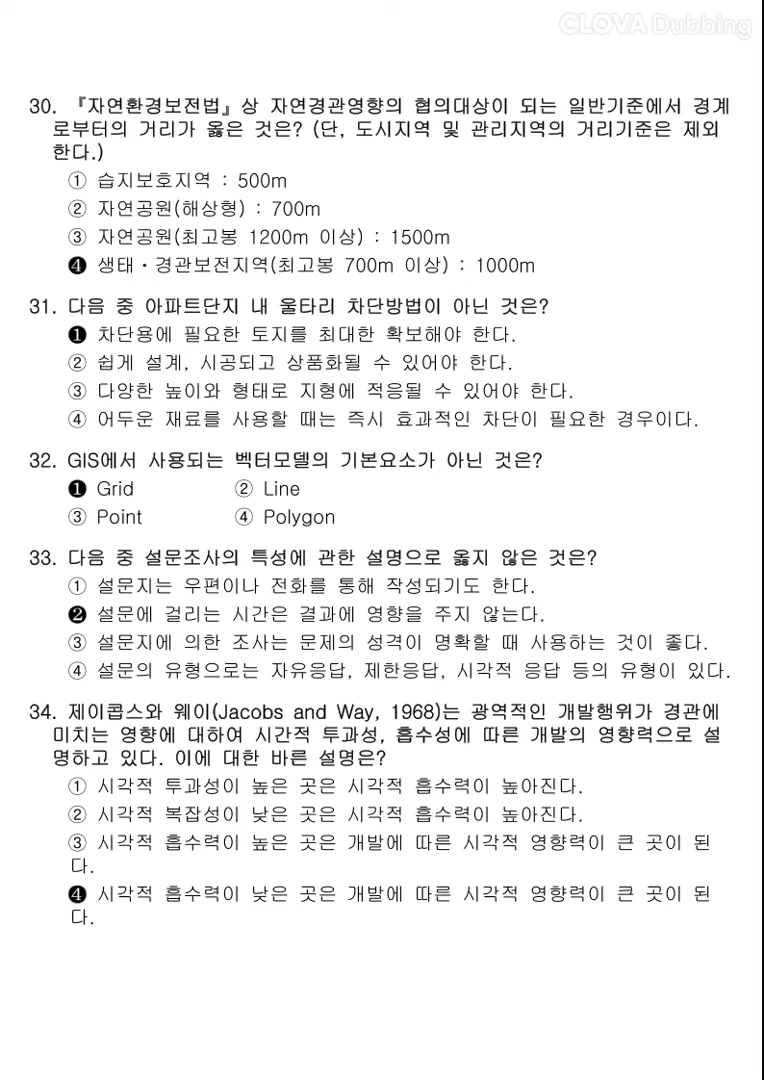 CLOVA Dubbing
30. 『자연환경보전법』상 자연경관영향의 협의대상이 되는 일반기준에서 경계
로부터의 거리가 옳은 것은? (단, 도시지역 및 관리지역의 거리기준은 제외
한다.)
① 습지보호지역 : 500m
② 자연공원(해상형) : 700m
③ 자연공원(최고봉 1200m 이상) : 1500m
❹ 생태·경관보전지역(최고봉 700m 이상) : 1000m
31. 다음 중 아파트단지 내 울타리 차단방법이 아닌 것은?
❶ 차단용에 필요한 토지를 최대한 확보해야 한다.
② 쉽게 설계, 시공되고 상품화될 수 있어야 한다.
③ 다양한 높이와 형태로 지형에 적응될 수 있어야 한다.
④ 어두운 재료를 사용할 때는 즉시 효과적인 차단이 필요한 경우이다.
32. GIS에서 사용되는 벡터모델의 기본요소가 아닌 것은?
❶ Grid ② Line
③ Point ④ Polygon
33. 다음 중 설문조사의 특성에 관한 설명으로 옳지 않은 것은?
① 설문지는 우편이나 전화를 통해 작성되기도 한다.
❷ 설문에 걸리는 시간은 결과에 영향을 주지 않는다.
③ 설문지에 의한 조사는 문제의 성격이 명확할 때 사용하는 것이 좋다.
④ 설문의 유형으로는 자유응답, 제한응답, 시각적 응답 등의 유형이 있다.
34. 제이콥스와 웨이(Jacobs and Way, 1968)는 광역적인 개발행위가 경관에
미치는 영향에 대하여 시간적 투과성, 흡수성에 따른 개발의 영향력으로 설
명하고 있다. 이에 대한 바른 설명은?
① 시각적 투과성이 높은 곳은 시각적 흡수력이 높아진다.
② 시각적 복잡성이 낮은 곳은 시각적 흡수력이 높아진다.
③ 시각적 흡수력이 높은 곳은 개발에 따른 시각적 영향력이 큰 곳이 된
다.
❹ 시각적 흡수력이 낮은 곳은 개발에 따른 시각적 영향력이 큰 곳이 된
다.